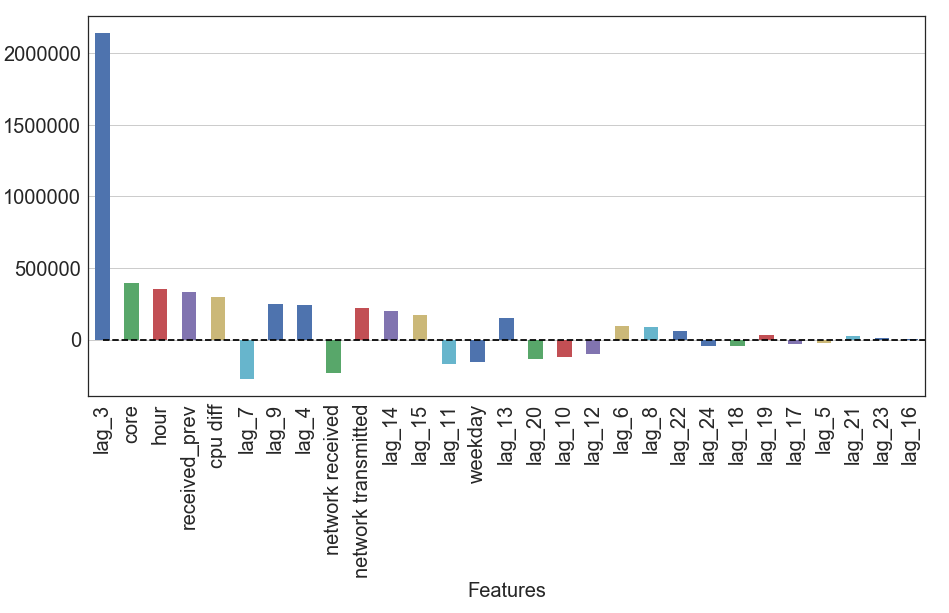 2000000
1500000
1000000
500000
0
lag_3
core
hour
received_prev
cpu diff
lag_7
lag_9
lag_4
network received
network transmitted
lag_14
lag_15
lag_11
weekday
lag_13
lag_20
lag_10
lag_12
lag_6
lag_8
lag_22
lag_24
lag_18
lag_19
lag_17
lag_5
lag_21
lag_23
lag_16
Features